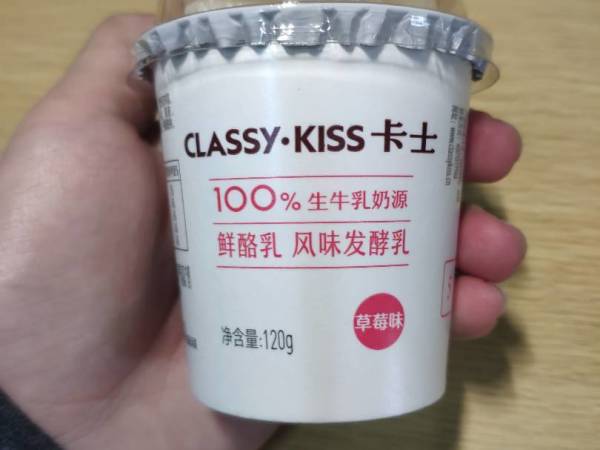 CLASSY·KISS 卡士
100% 生牛乳奶源
鲜酪乳 风味发酵乳
草莓味
净含量:120g